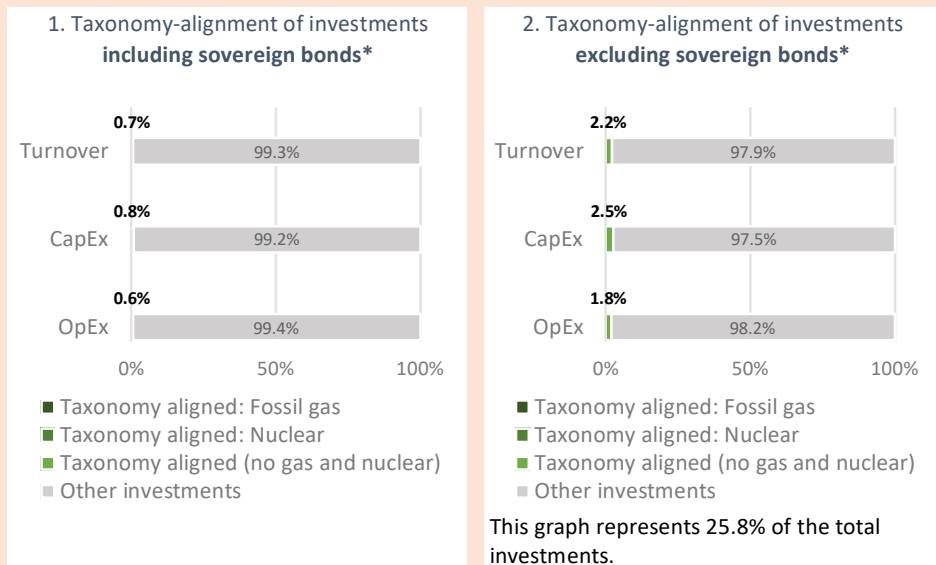 1. Taxonomy-alignment of investments
including sovereign bonds*
0.7%
Turnover
99.3%
0.8%
CapEx
99.2%
0.6%
OpEx
99.4%
0%
50%
100%
■ Taxonomy aligned: Fossil gas
■ Taxonomy aligned: Nuclear
■ Taxonomy aligned (no gas and nuclear)
■ Other investments
2. Taxonomy-alignment of investments
excluding sovereign bonds*
2.2%
Turnover
97.9%
2.5%
CapEx
97.5%
1.8%
OpEx
98.2%
0%
50%
100%
■ Taxonomy aligned: Fossil gas
■ Taxonomy aligned: Nuclear
■ Taxonomy aligned (no gas and nuclear)
■ Other investments
This graph represents 25.8% of the total
investments.